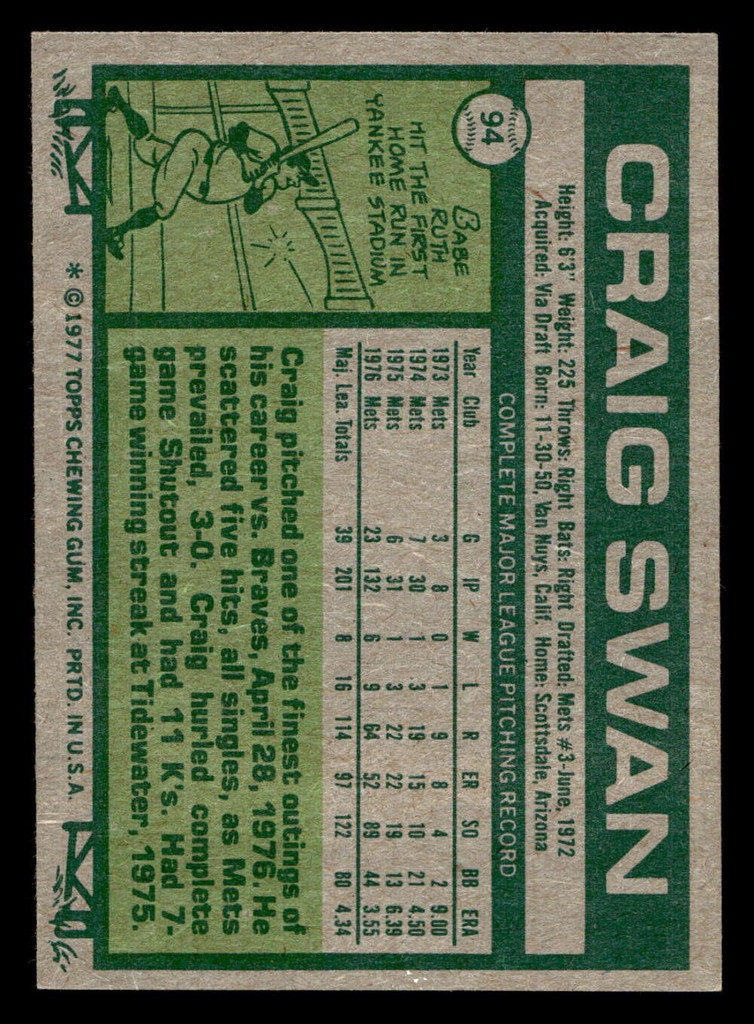 94
CRAIG SWAN
Height: 6'3" Weight: 225 Throws: Right Bats: Right Drafted: Mets #3-June, 1972
Acquired: Via Draft Born: 11-30-50, Van Nuys, Calif. Home: Scottsdale, Arizona
COMPLETE MAJOR LEAGUE PITCHING RECORD
Year Club G IP W L R ER SO BB ERA
1973 Mets 3 8 0 1 9 8 4 2 9.00
1974 Mets 7 30 1 3 19 15 10 21 4.50
1975 Mets 6 31 1 3 22 22 19 13 6.39
1976 Mets 23 132 6 9 64 52 89 44 3.55
Maj. Lea. Totals 39 201 8 16 114 97 122 80 4.34
BABE
RUTH
HIT THE FIRST
HOME RUN IN
YANKEE STADIUM.
Craig pitched one of the finest outings of
his career vs. Braves, April 28, 1976. He
scattered five hits, all singles, as Mets
prevailed, 3-0. Craig hurled complete
game Shutout and had 11 K's. Had 7-
game winning streak at Tidewater, 1975.
* © 1977 TOPPS CHEWING GUM, INC. PRTD. IN U.S.A.